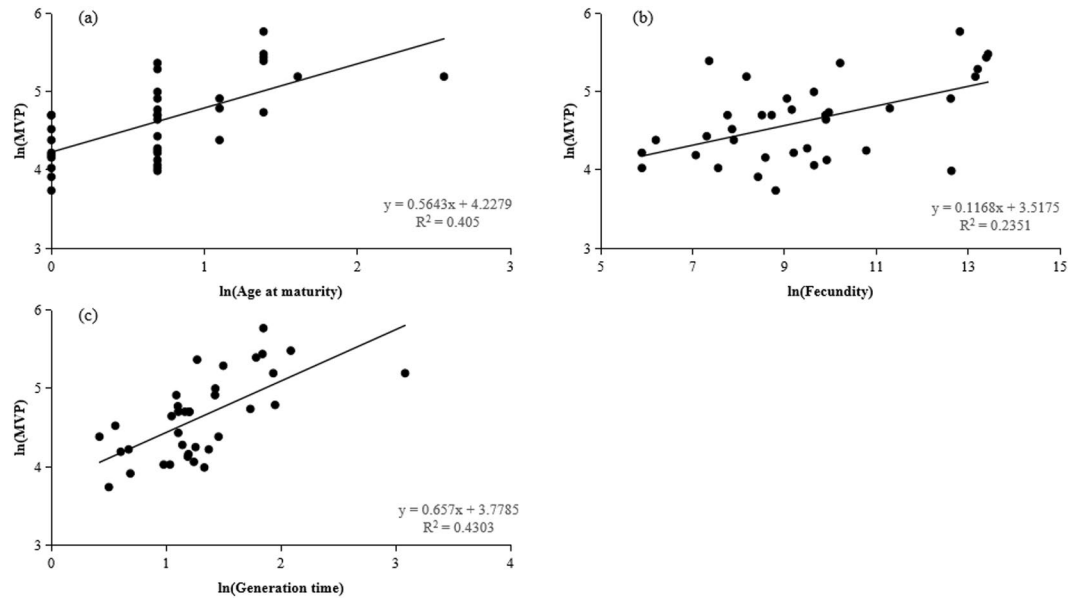 (a)
6
5
4
3
ln(MVP)
y = 0.5643x + 4.2279
R² = 0.405
0 1 2 3
ln(Age at maturity)
(b)
6
5
4
3
ln(MVP)
y = 0.1168x + 3.5175
R² = 0.2351
5 7 9 11 13 15
ln(Fecundity)
(c)
6
5
4
3
ln(MVP)
y = 0.657x + 3.7785
R² = 0.4303
0 1 2 3 4
ln(Generation time)